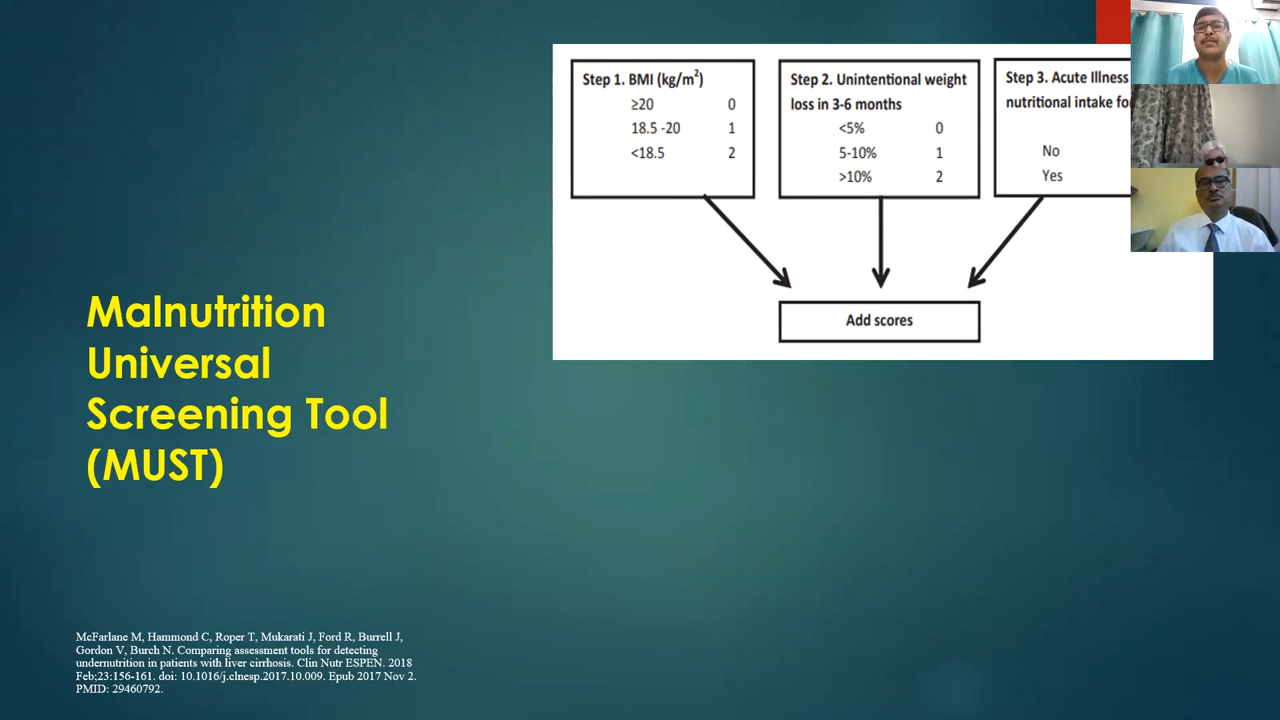 Step 1. BMI (kg/m²)
≥20 0
18.5 -20 1
<18.5 2
Step 2. Unintentional weight
loss in 3-6 months
<5% 0
5-10% 1
>10% 2
Step 3. Acute Illness
nutritional intake
No
Yes
Add scores
Malnutrition
Universal
Screening Tool
(MUST)
McFarlane M, Hammond C, Roper T, Mukarati J, Ford R, Burrell J,
Gordon V, Burch N. Comparing assessment tools for detecting
undernutrition in patients with liver cirrhosis. Clin Nutr ESPEN. 2018
Feb;23:156-161. doi: 10.1016/j.clnesp.2017.10.009. Epub 2017 Nov 2.
PMID: 29460792.